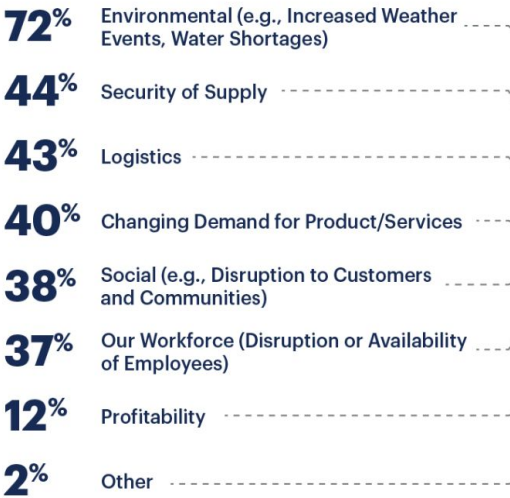 72% Environmental (e.g., Increased Weather
Events, Water Shortages)
44% Security of Supply
43% Logistics
40% Changing Demand for Product/Services
38% Social (e.g., Disruption to Customers
and Communities)
37% Our Workforce (Disruption or Availability
of Employees)
12% Profitability
2% Other